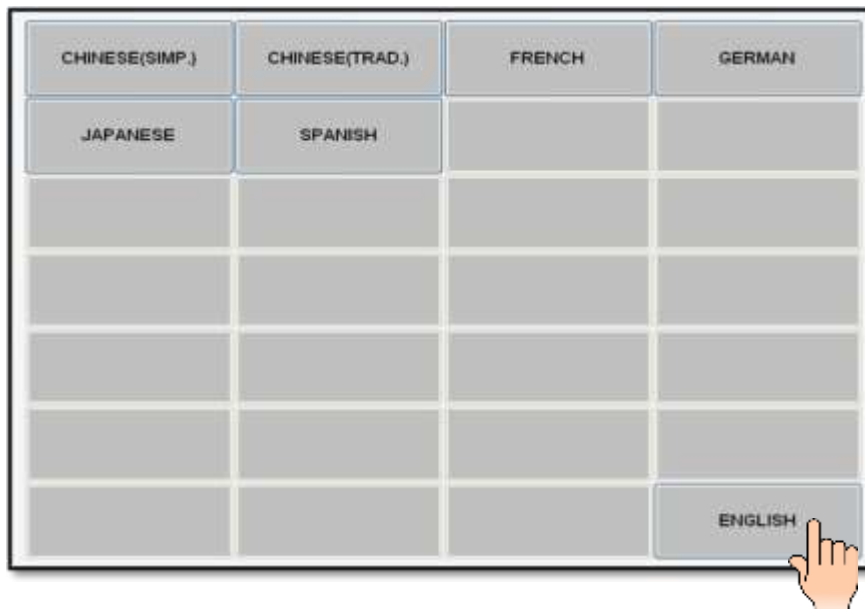 CHINESE(SIMP.) CHINESE(TRAD.) FRENCH GERMAN
JAPANESE SPANISH
ENGLISH